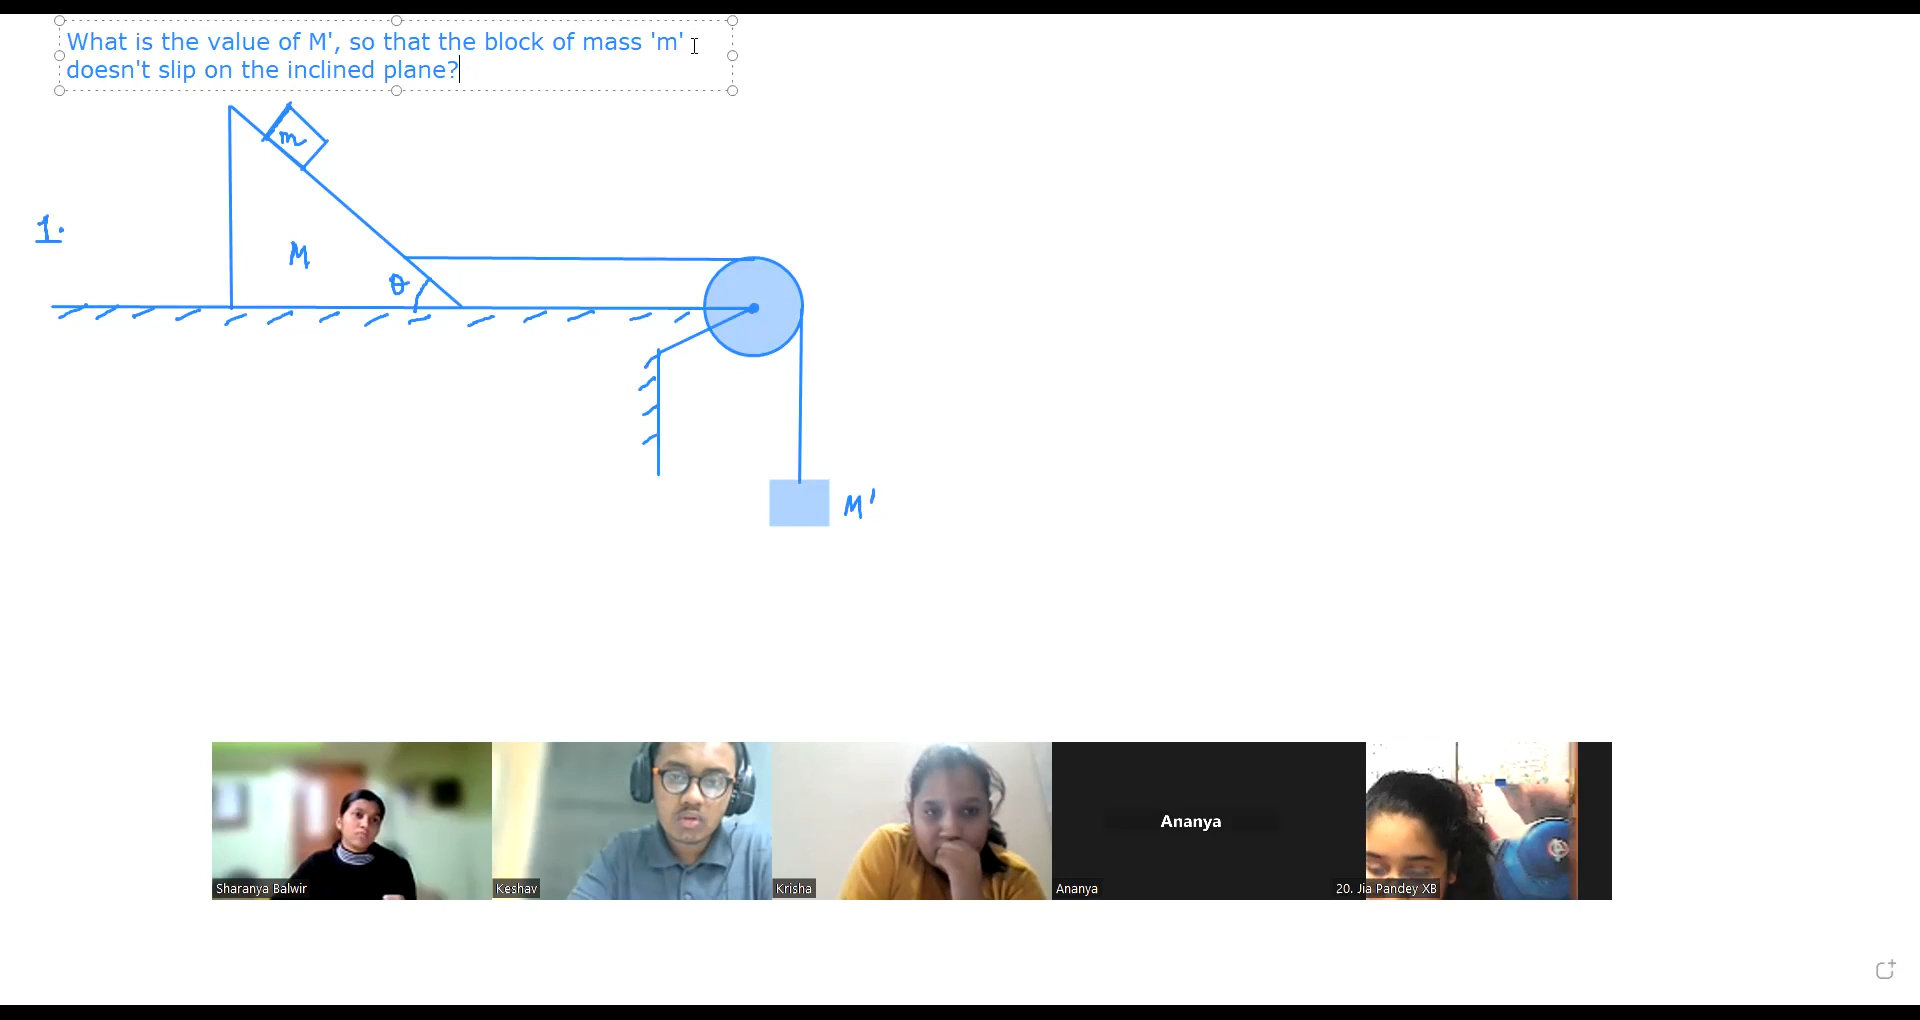 What is the value of M', so that the block of mass 'm'
doesn't slip on the inclined plane?
m
1.
M
θ
M'
Ananya
Sharanya Balwir
Keshav
Krisha
Ananya
20. Jia Pandey XB